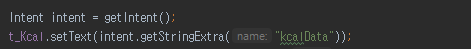 Intent intent = getIntent();
t_Kcal.setText(intent.getStringExtra( name: "kcalData"));